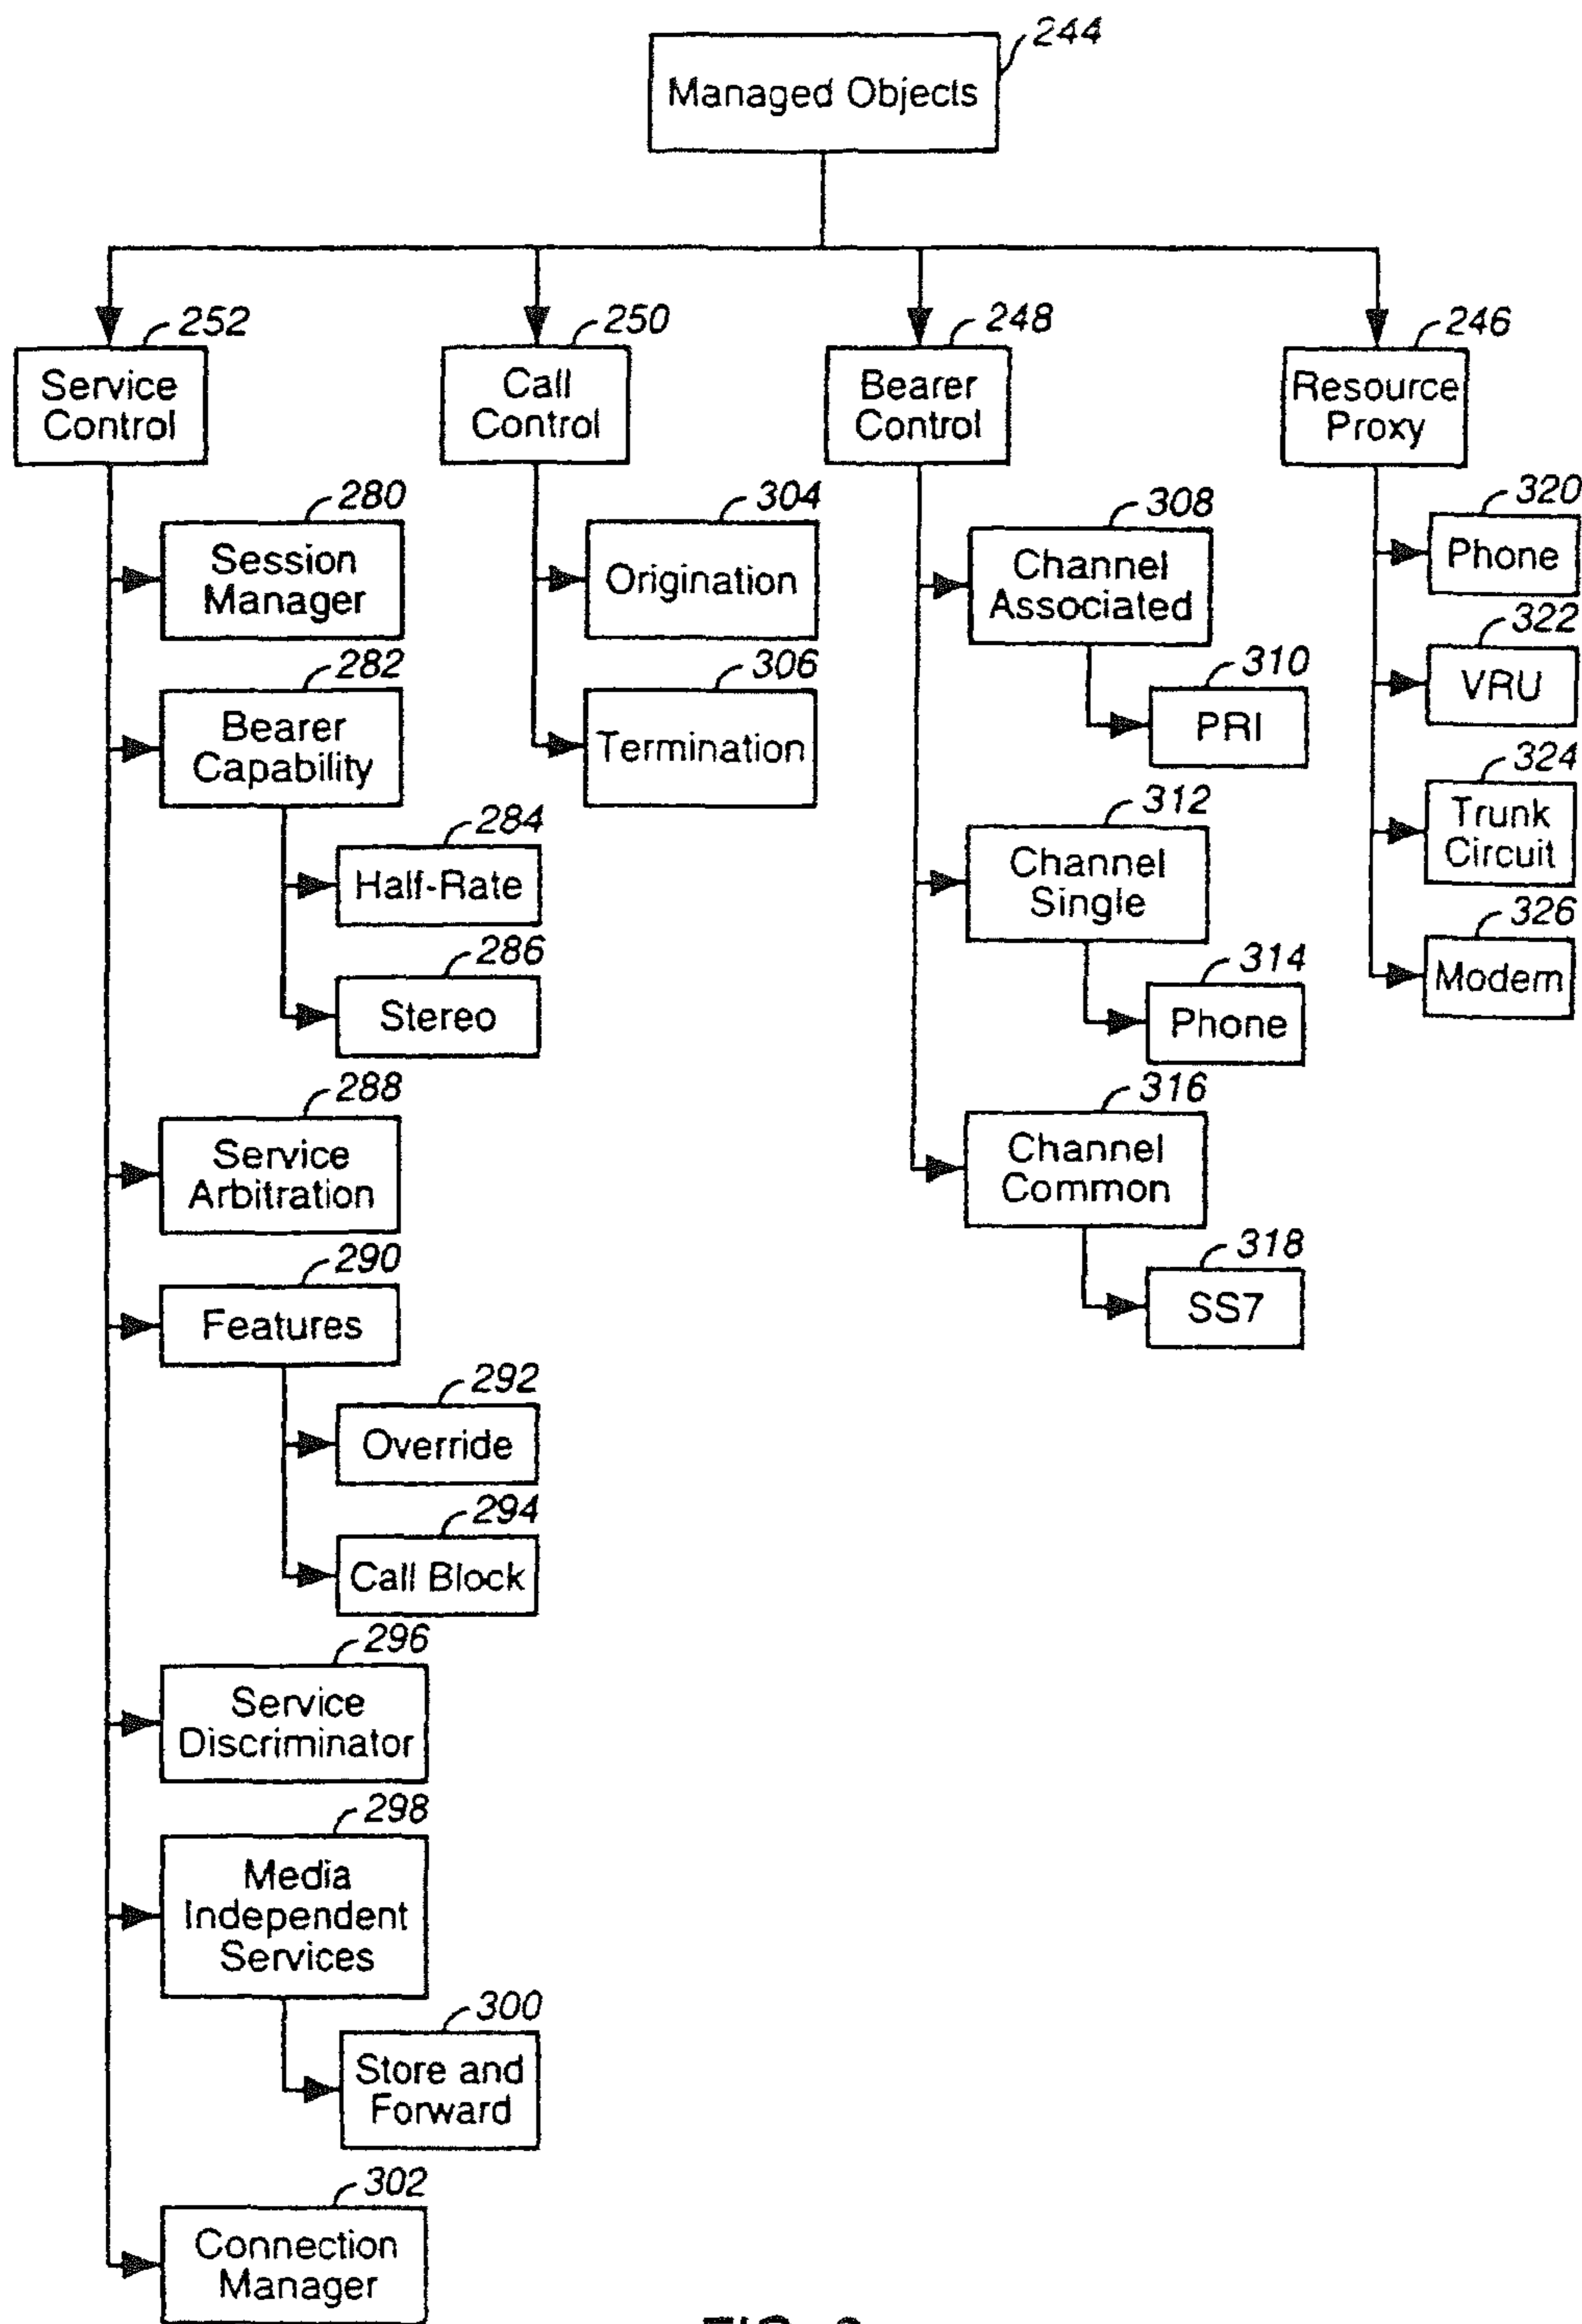 244
Managed Objects
252
Service
Control
250
Call
Control
248
Bearer
Control
246
Resource
Proxy
280
Session
Manager
282
Bearer
Capability
284
Half-Rate
286
Stereo
288
Service
Arbitration
290
Features
292
Override
294
Call Block
296
Service
Discriminator
298
Media
Independent
Services
300
Store and
Forward
302
Connection
Manager
304
Origination
306
Termination
308
Channel
Associated
310
PRI
312
Channel
Single
314
Phone
316
Channel
Common
318
SS7
320
Phone
322
VRU
324
Trunk
Circuit
326
Modem